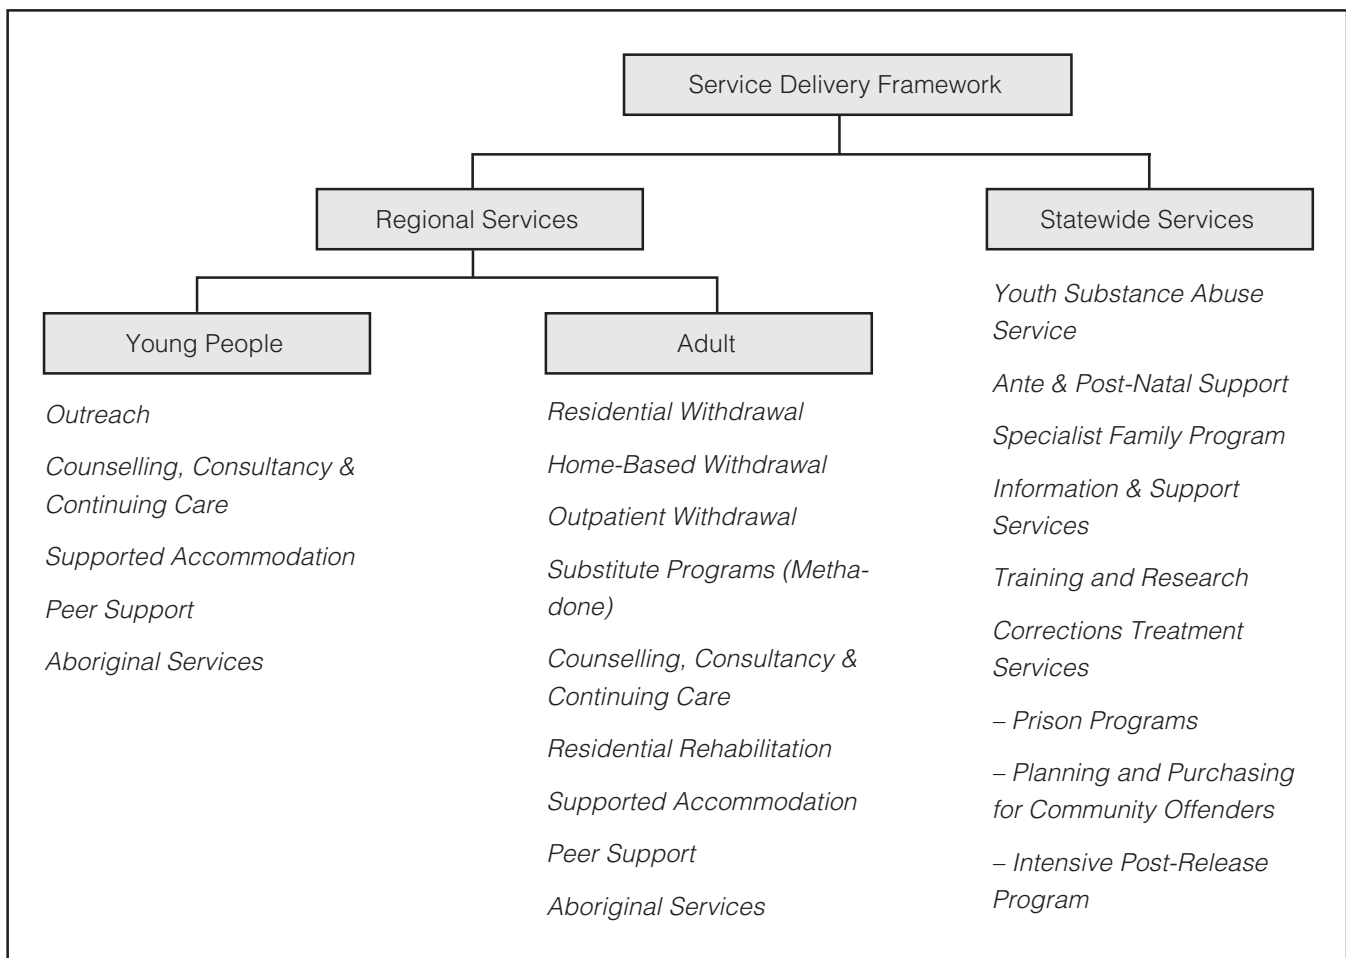 Service Delivery Framework
Regional Services
Statewide Services
Young People
Outreach
Counselling, Consultancy &
Continuing Care
Supported Accommodation
Peer Support
Aboriginal Services
Adult
Residential Withdrawal
Home-Based Withdrawal
Outpatient Withdrawal
Substitute Programs (Metha-
done)
Counselling, Consultancy &
Continuing Care
Residential Rehabilitation
Supported Accommodation
Peer Support
Aboriginal Services
Youth Substance Abuse
Service
Ante & Post-Natal Support
Specialist Family Program
Information & Support
Services
Training and Research
Corrections Treatment
Services
– Prison Programs
– Planning and Purchasing
for Community Offenders
– Intensive Post-Release
Program